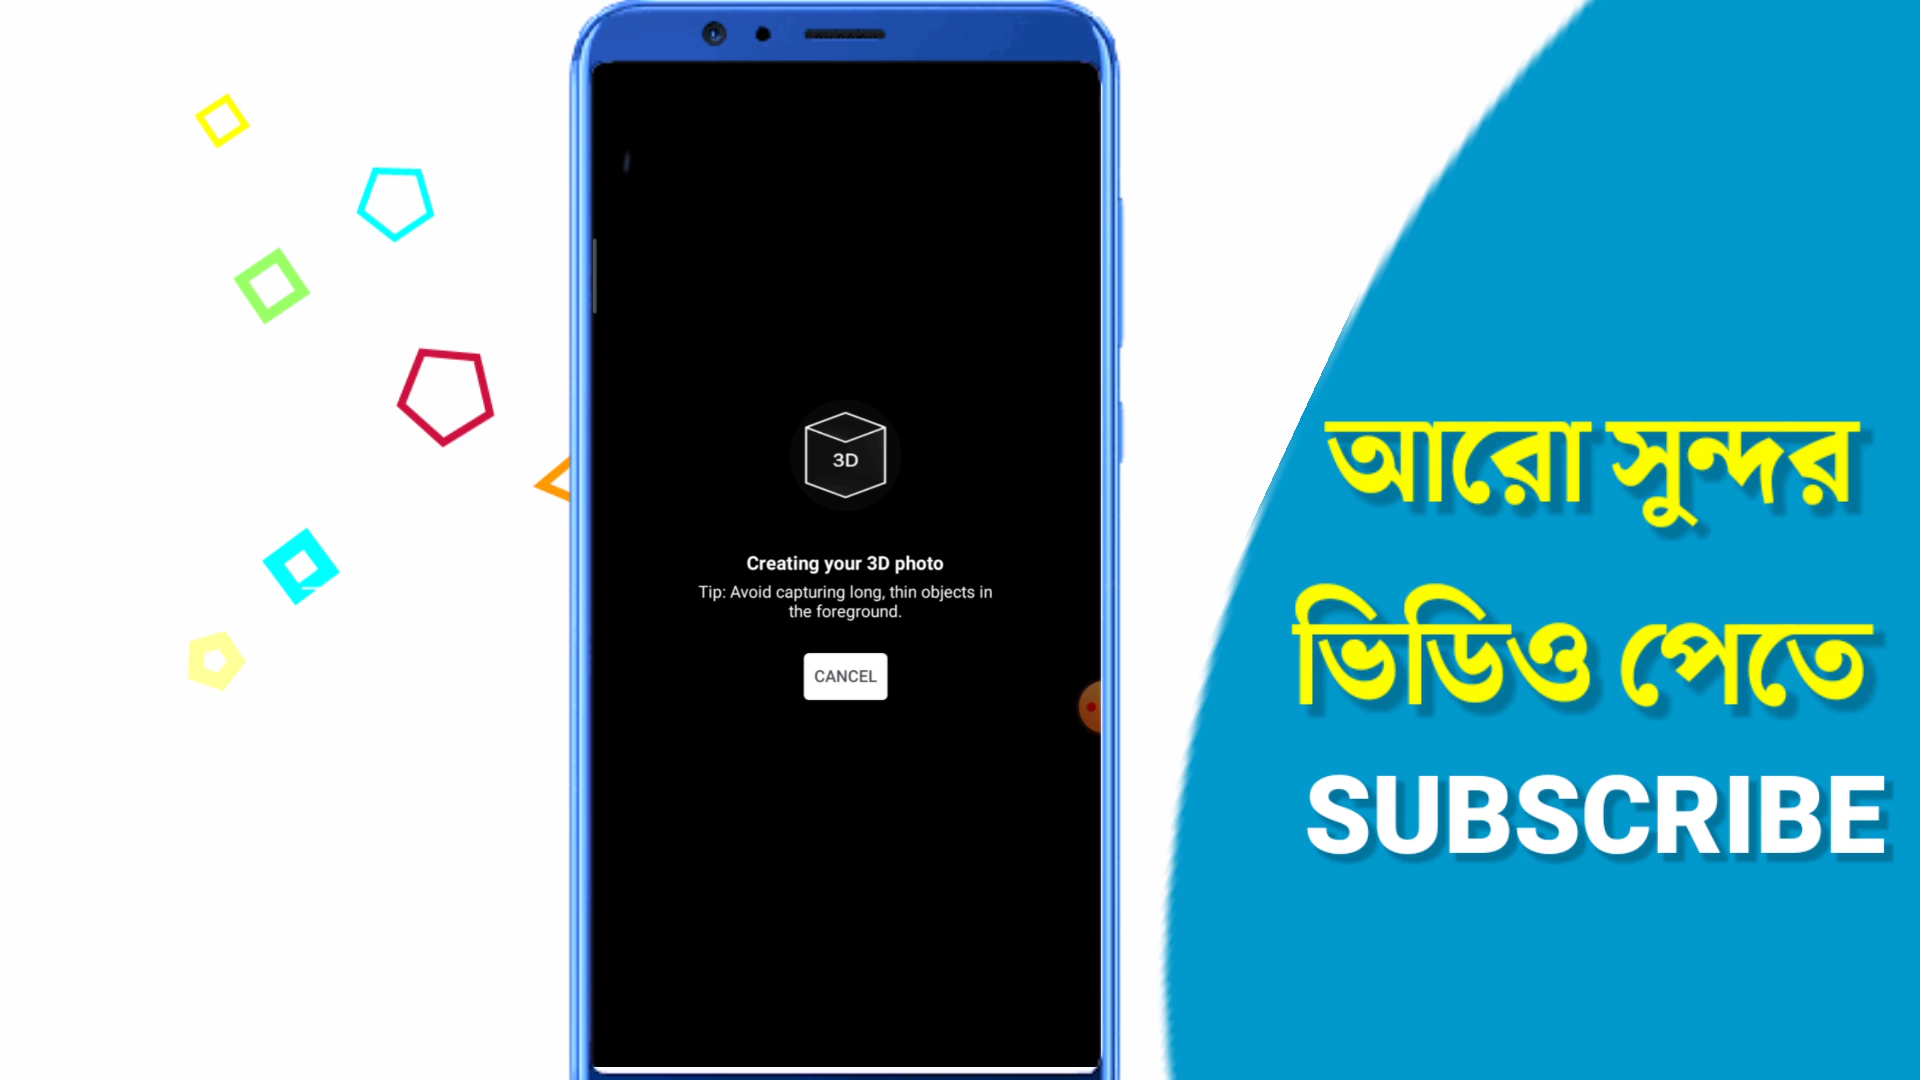 3D
Creating your 3D photo
Tip: Avoid capturing long, thin objects in
the foreground.
CANCEL
আরো সুন্দর
ভিডিও পেতে
SUBSCRIBE